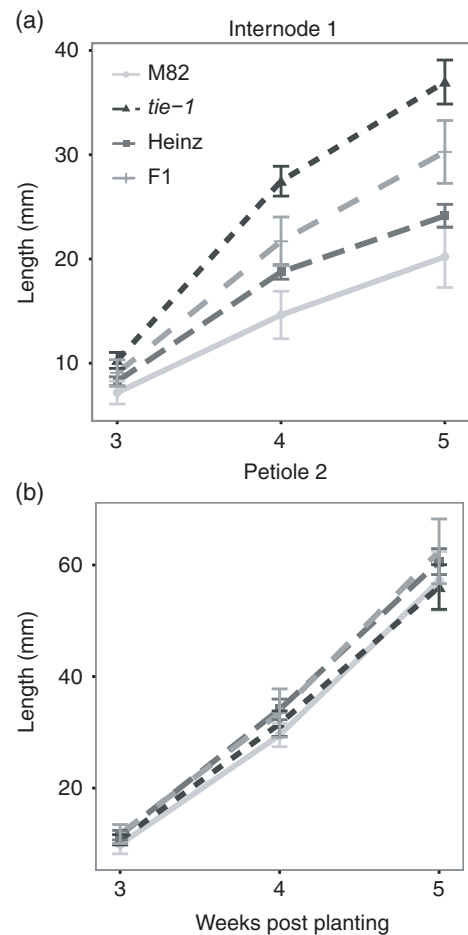 (a)
Internode 1
40
30
20
10
Length (mm)
M82
tie−1
Heinz
F1
3 4 5
Petiole 2
(b)
60
40
20
Length (mm)
3 4 5
Weeks post planting